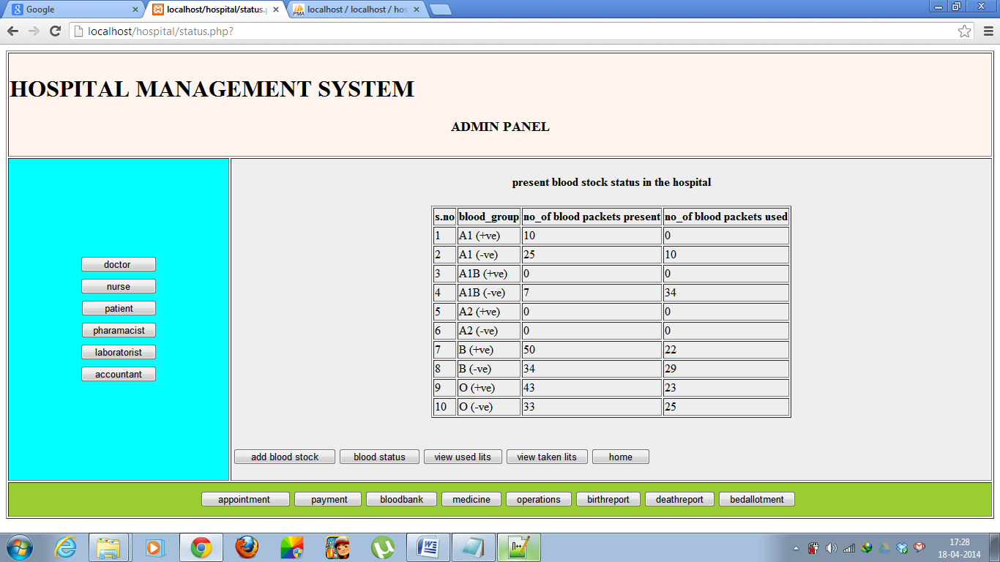 Google
localhost/hospital/status.p
localhost / localhost / hos
localhost/hospital/status.php?
HOSPITAL MANAGEMENT SYSTEM
ADMIN PANEL
doctor
nurse
patient
pharamacist
laboratorist
accountant
present blood stock status in the hospital
s.no blood_group no_of blood packets present no_of blood packets used
1 A1 (+ve) 10 0
2 A1 (-ve) 25 10
3 A1B (+ve) 0 0
4 A1B (-ve) 7 34
5 A2 (+ve) 0 0
6 A2 (-ve) 0 0
7 B (+ve) 50 22
8 B (-ve) 34 29
9 O (+ve) 43 23
10 O (-ve) 33 25
add blood stock blood status view used lits view taken lits home
appointment payment bloodbank medicine operations birthreport deathreport bedallotment
17:28
18-04-2014